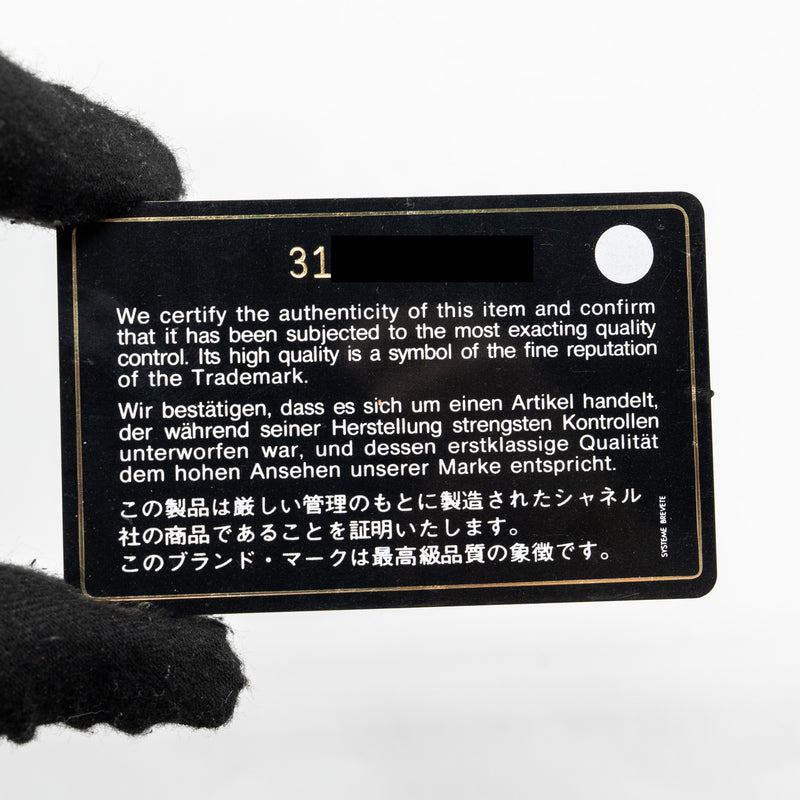 31
We certify the authenticity of this item and confirm
that it has been subjected to the most exacting quality
control. Its high quality is a symbol of the fine reputation
of the Trademark.
Wir bestätigen, dass es sich um einen Artikel handelt,
der während seiner Herstellung strengsten Kontrollen
unterworfen war, und dessen erstklassige Qualität
dem hohen Ansehen unserer Marke entspricht.
この製品は厳しい管理のもとに製造されたシャネル
社の商品であることを証明いたします。
このブランド・マークは最高級品質の象徴です。
SYSTEME BREVETE